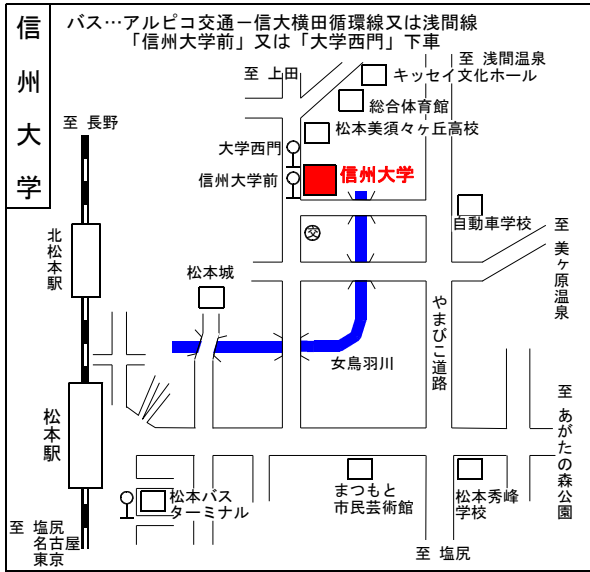 信州大学
バス…アルピコ交通－信大横田循環線又は浅間線
「信州大学前」又は「大学西門」下車
至 浅間温泉
至 上田
キッセイ文化ホール
総合体育館
至 長野
松本美須々ヶ丘高校
大学西門
信州大学前
信州大学
自動車学校
交
至 美ヶ原温泉
北松本駅
松本城
やまびこ道路
女鳥羽川
松本駅
至 あがたの森公園
まつもと
市民芸術館
松本秀峰
学校
松本バス
ターミナル
至 塩尻
名古屋
東京
至 塩尻